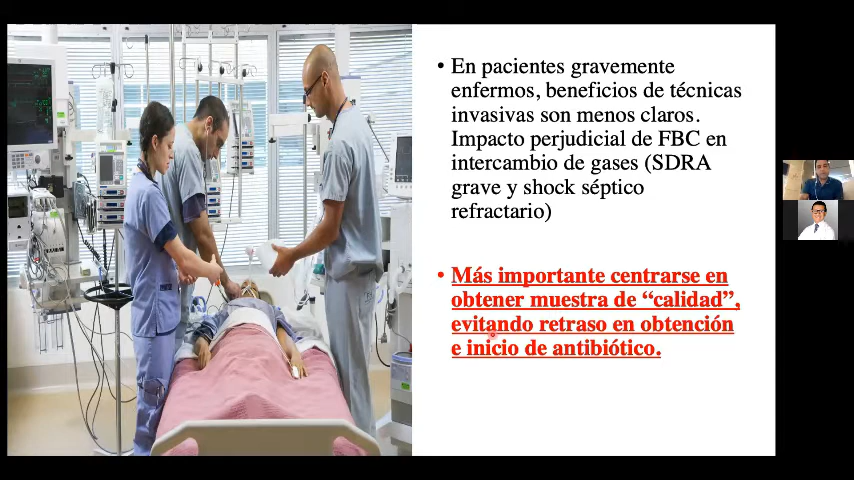 • En pacientes gravemente
enfermos, beneficios de técnicas
invasivas son menos claros.
Impacto perjudicial de FBC en
intercambio de gases (SDRA
grave y shock séptico
refractario)
• Más importante centrarse en
obtener muestra de “calidad”,
evitando retraso en obtención
e inicio de antibiótico.